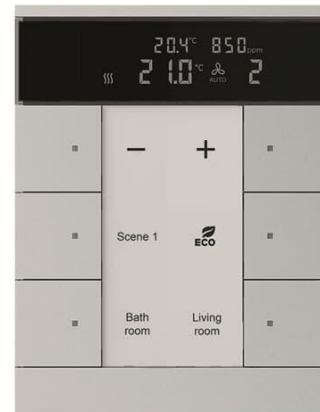 20.4°C 850ppm
21.0°C AUTO 2
− +
Scene 1 ECO
Bath Living
room room